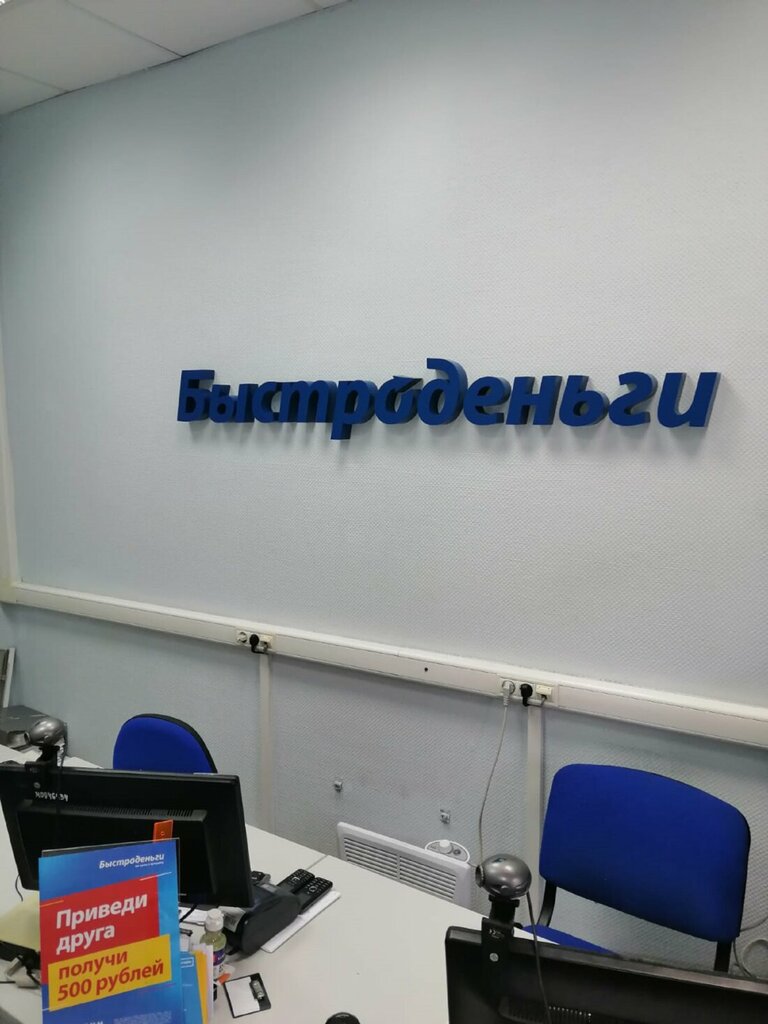 Быстроденьги
Быстроденьги
Приведи
друга
получи
500 рублей